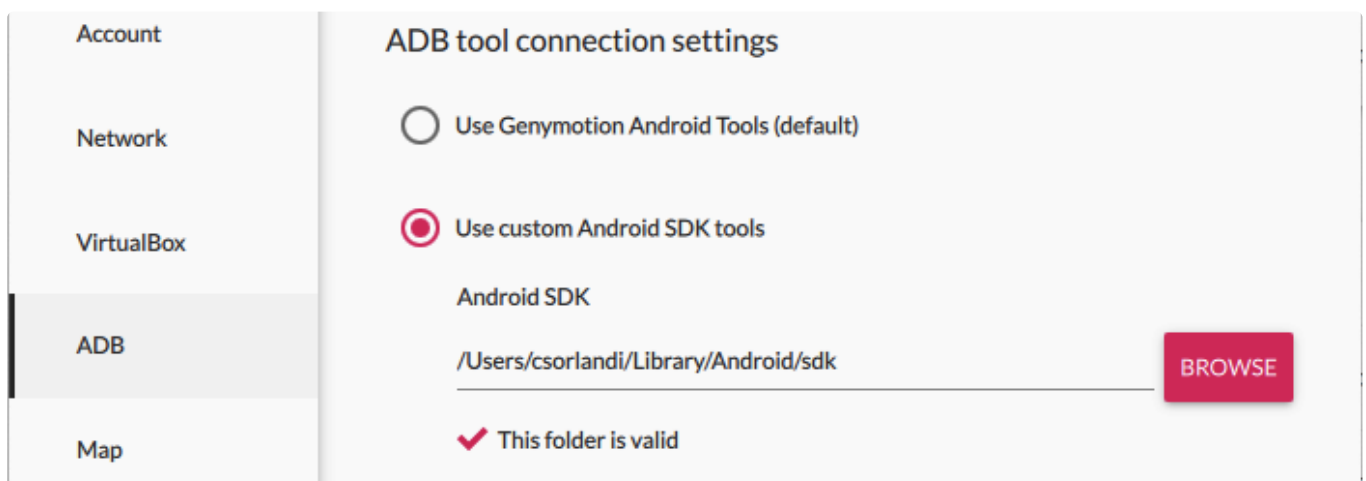 Account
Network
VirtualBox
ADB
Map
ADB tool connection settings
Use Genymotion Android Tools (default)
Use custom Android SDK tools
Android SDK
/Users/csorlandi/Library/Android/sdk
BROWSE
This folder is valid